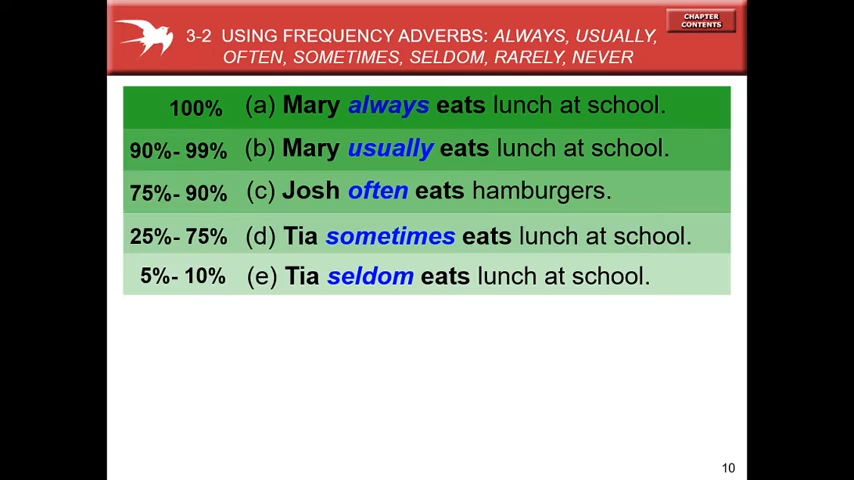 CHAPTER
CONTENTS
3-2 USING FREQUENCY ADVERBS: ALWAYS, USUALLY,
OFTEN, SOMETIMES, SELDOM, RARELY, NEVER
100% (a) Mary always eats lunch at school.
90%- 99% (b) Mary usually eats lunch at school.
75%- 90% (c) Josh often eats hamburgers.
25%- 75% (d) Tia sometimes eats lunch at school.
5%- 10% (e) Tia seldom eats lunch at school.
10